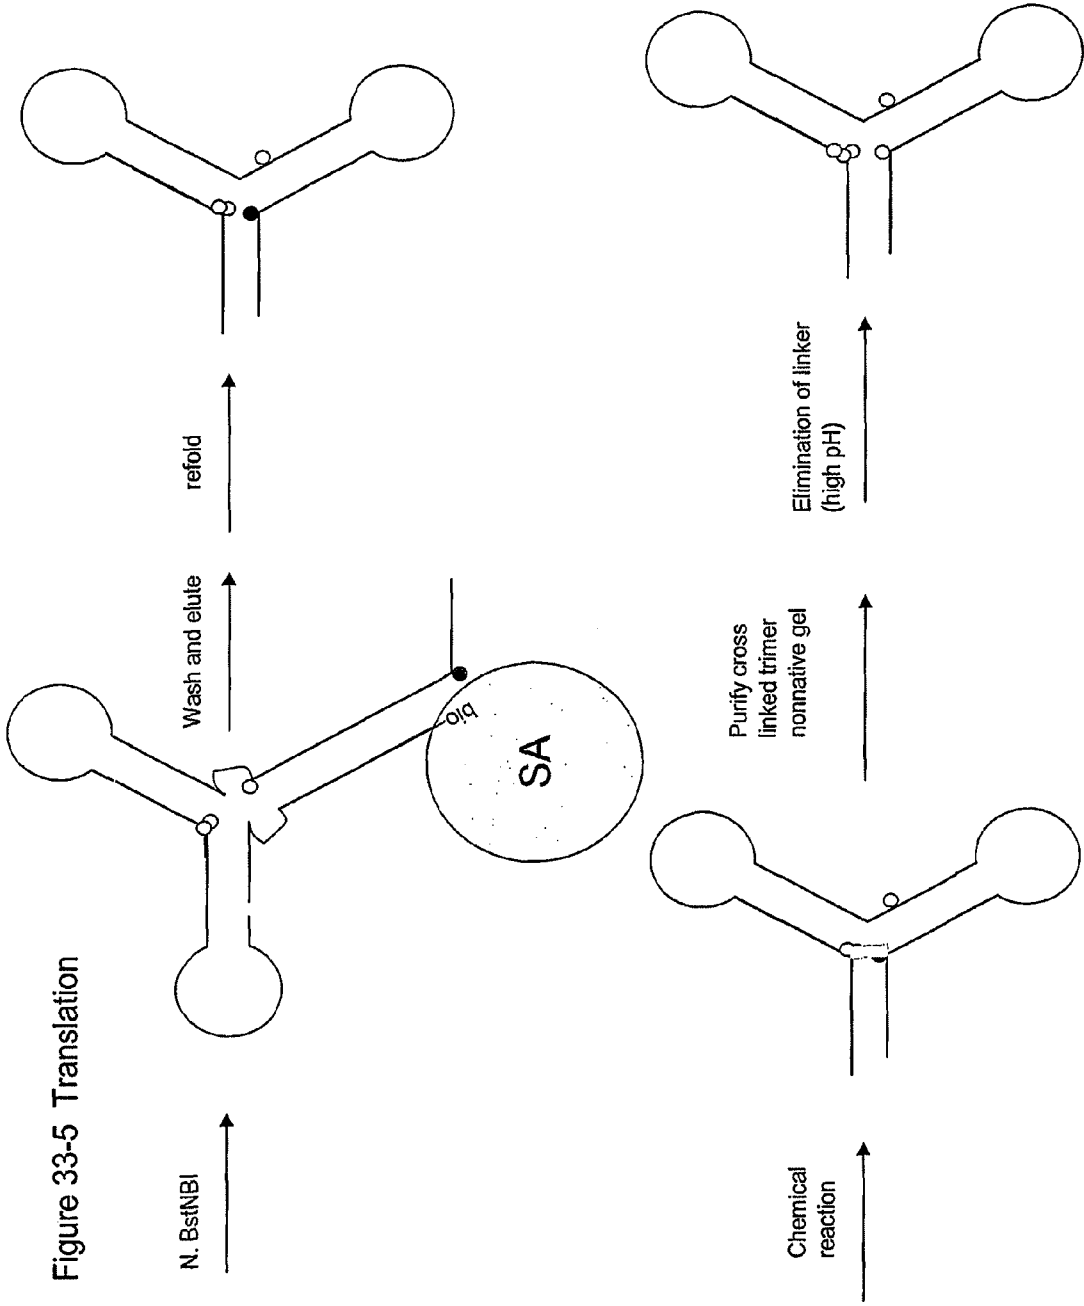 Figure 33-5 Translation
N. BstNBI
Wash and elute
refold
bio
SA
Chemical
reaction
Purify cross
linked trimer
nonnative gel
Elimination of linker
(high pH)